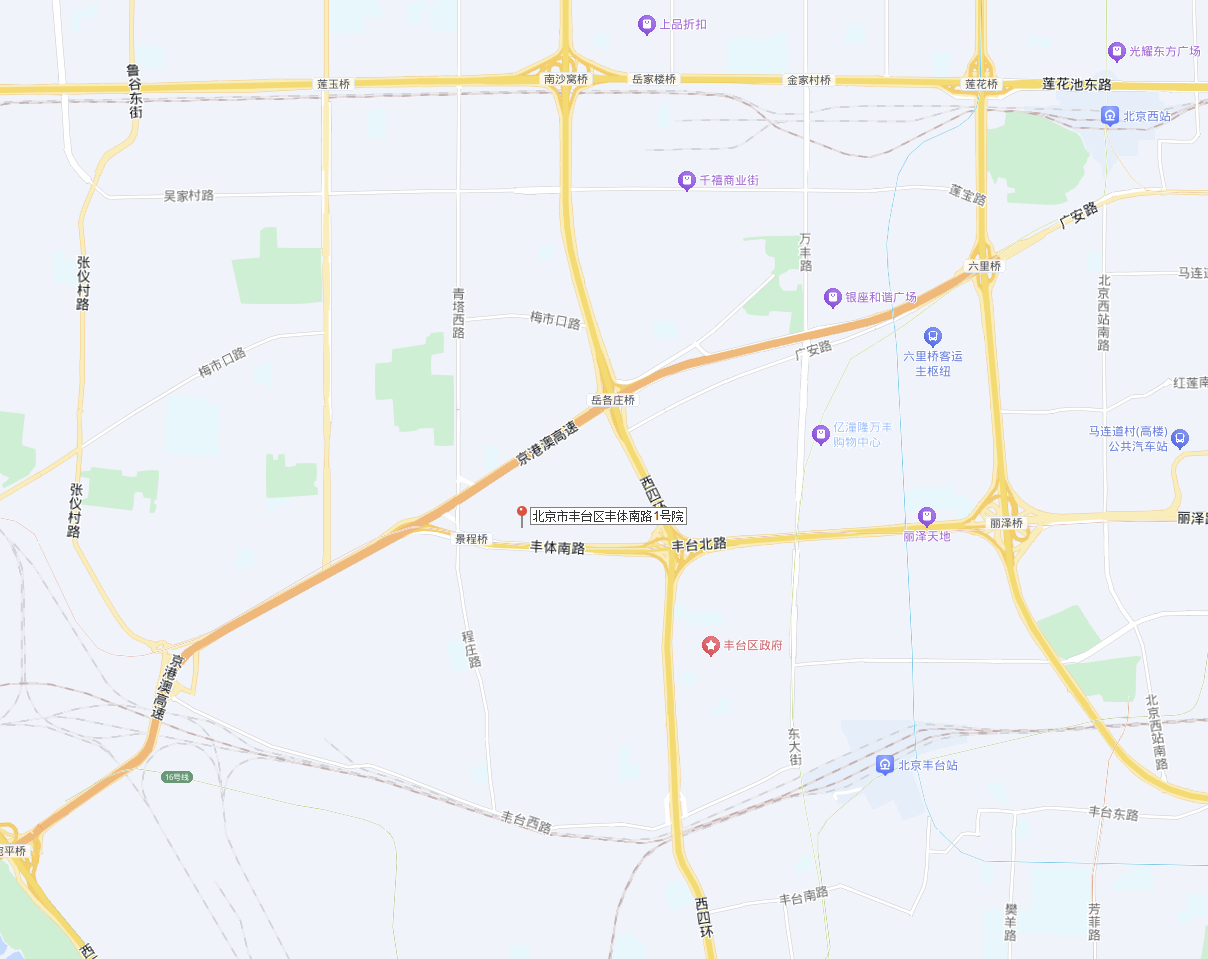 上品折扣
光耀东方广场
鲁谷东街
莲玉桥
南沙窝桥
岳家楼桥
金家村桥
莲花桥
莲花池东路
北京西站
千禧商业街
吴家村路
莲宝路
广安路
张仪村路
万丰路
六里桥
马连道
北京西站南路
青塔西路
梅市口路
银座和谐广场
广安路
六里桥客运
主枢纽
梅市口路
岳各庄桥
红莲南
京港澳高速
亿潼隆万丰
购物中心
马连道村(高楼)
公共汽车站
张仪村路
西四环
北京市丰台区丰体南路1号院
丽泽桥
丽泽路
丽泽天地
景程桥
丰体南路
丰台北路
程庄路
丰台区政府
京港澳高速
北京西站南路
东大街
北京丰台站
16号线
丰台西路
丰台东路
宛平桥
丰台南路
西四环
樊羊路
芳菲路
西